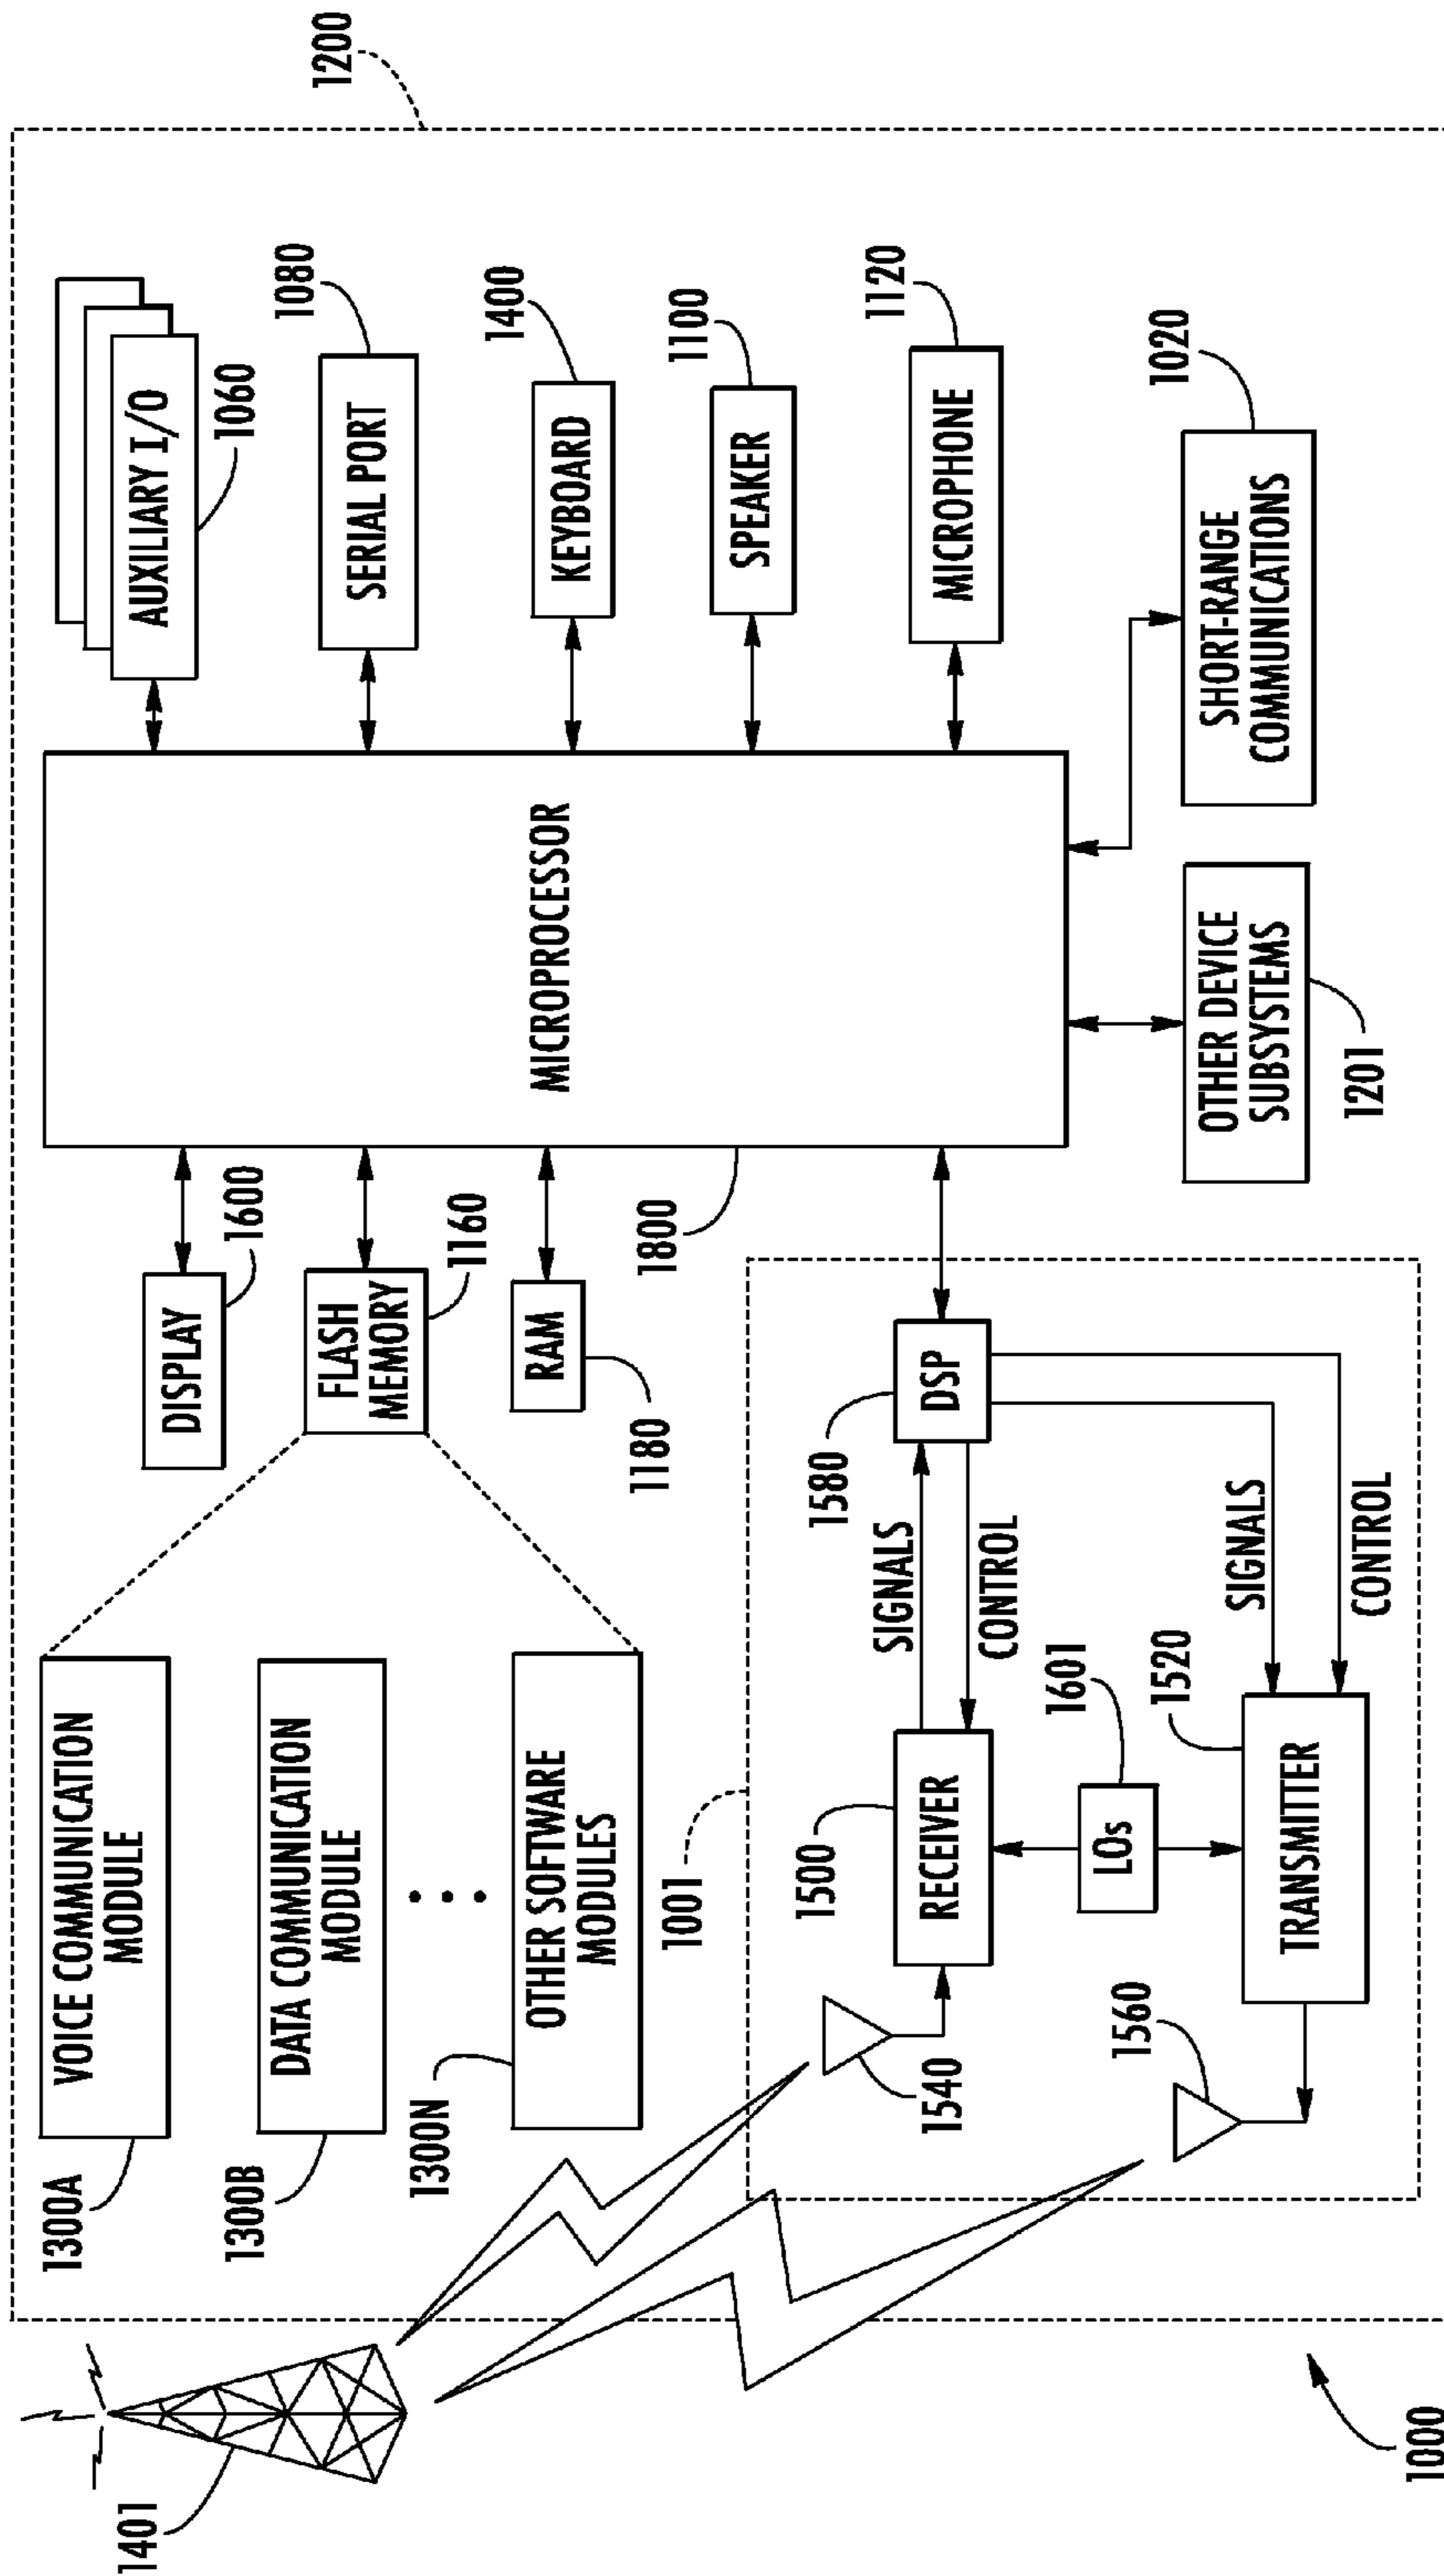 1200
1401
1300A
VOICE COMMUNICATION
MODULE
1300B
DATA COMMUNICATION
MODULE
1300N
OTHER SOFTWARE
MODULES
DISPLAY
1600
FLASH
MEMORY
1160
RAM
1180
MICROPROCESSOR
1800
AUXILIARY I/O
1060
SERIAL PORT
1080
KEYBOARD
1400
SPEAKER
1100
MICROPHONE
1120
SHORT-RANGE
COMMUNICATIONS
1020
OTHER DEVICE
SUBSYSTEMS
1201
1001
1500
RECEIVER
1540
SIGNALS
CONTROL
1580
DSP
LOs
1601
1560
TRANSMITTER
1520
SIGNALS
CONTROL
1000